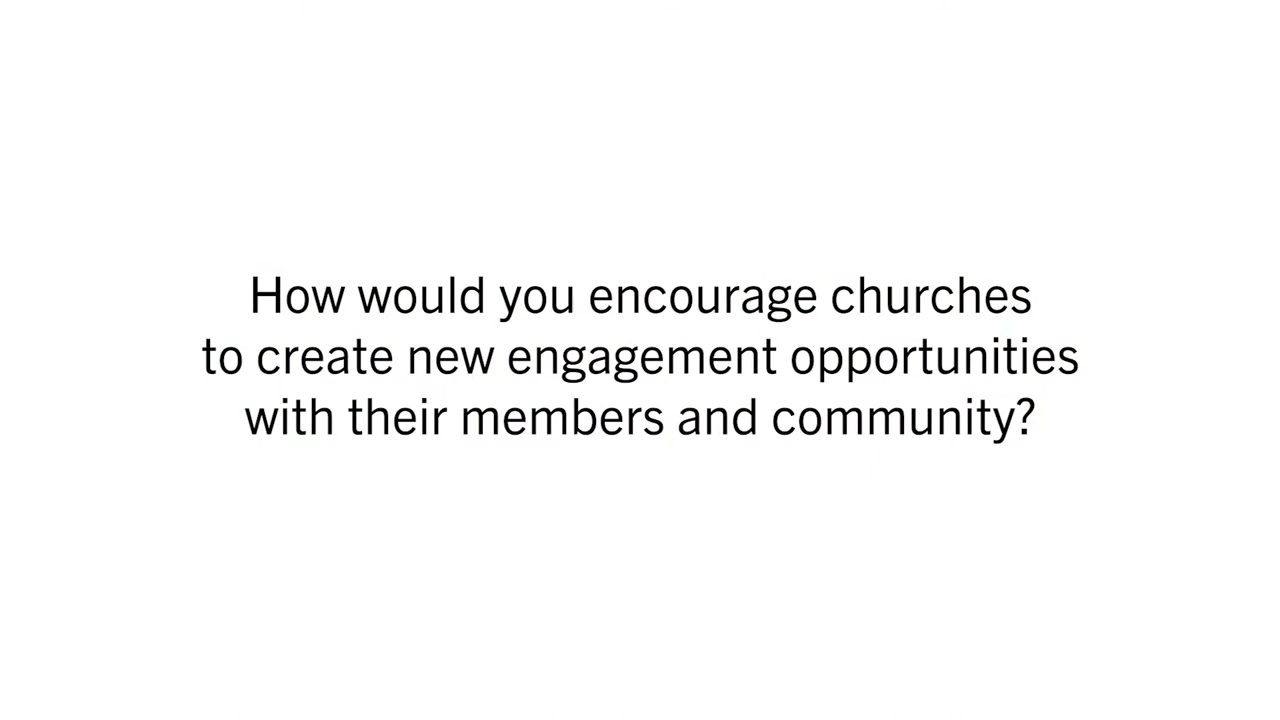 How would you encourage churches
to create new engagement opportunities
with their members and community?